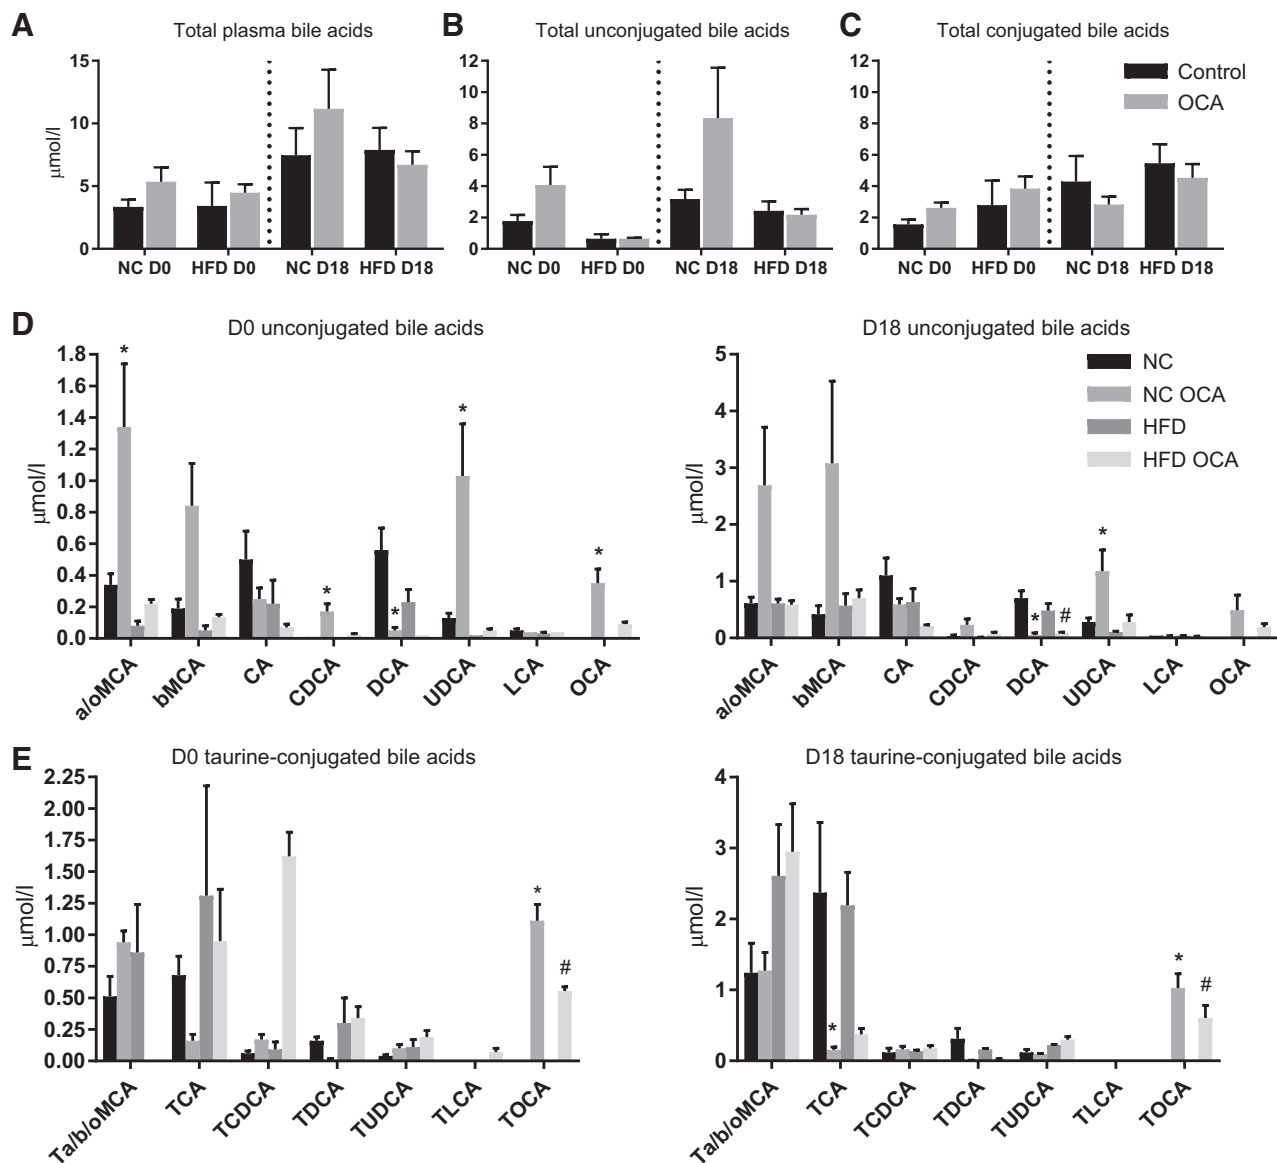 A Total plasma bile acids
B Total unconjugated bile acids
C Total conjugated bile acids
Control
OCA
µmol/l
15
10
5
0
NC D0 HFD D0 NC D18 HFD D18
12
10
8
6
4
2
0
NC D0 HFD D0 NC D18 HFD D18
12
10
8
6
4
2
0
NC D0 HFD D0 NC D18 HFD D18
D D0 unconjugated bile acids
µmol/l
1.8
1.6
1.4
1.2
1.0
0.8
0.6
0.4
0.2
0.0
* * * * *
a/oMCA bMCA CA CDCA DCA UDCA LCA OCA
D18 unconjugated bile acids
NC
NC OCA
HFD
HFD OCA
µmol/l
5
4
3
2
1
0
* # *
a/oMCA bMCA CA CDCA DCA UDCA LCA OCA
E D0 taurine-conjugated bile acids
µmol/l
2.25
2.00
1.75
1.50
1.25
1.00
0.75
0.50
0.25
0.00
* #
Ta/b/oMCA TCA TCDCA TDCA TUDCA TLCA TOCA
D18 taurine-conjugated bile acids
µmol/l
4
3
2
1
0
* * #
Ta/b/oMCA TCA TCDCA TDCA TUDCA TLCA TOCA